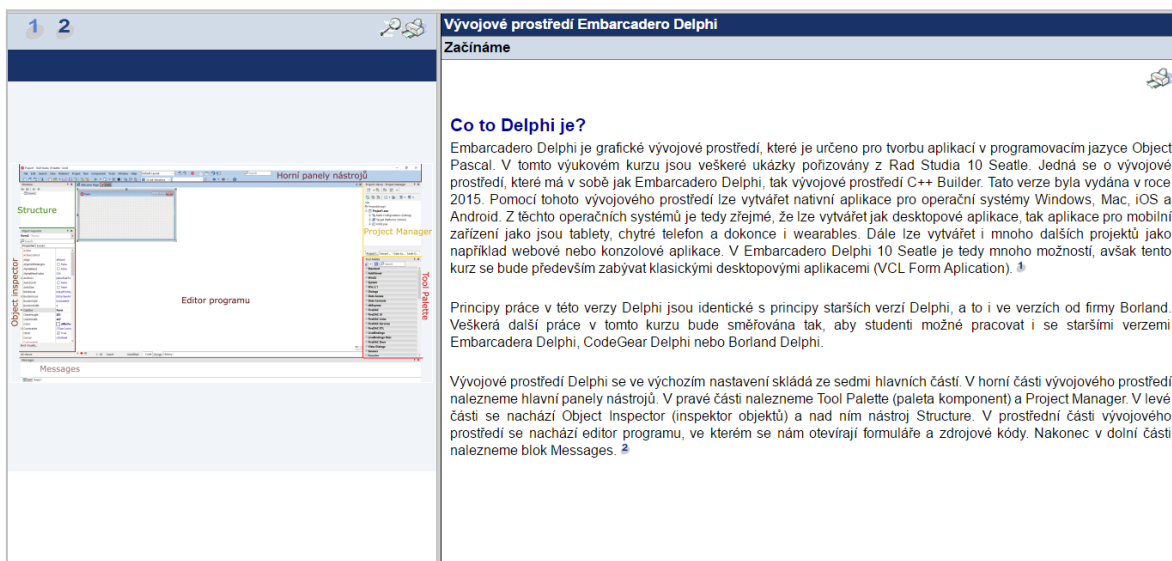 1 2
Horní panely nástrojů
Structure
Project Manager
Object inspector
Editor programu
Tool Palette
Messages
Vývojové prostředí Embarcadero Delphi
Začínáme
Co to Delphi je?
Embarcadero Delphi je grafické vývojové prostředí, které je určeno pro tvorbu aplikací v programovacím jazyce Object
Pascal. V tomto výukovém kurzu jsou veškeré ukázky pořizovány z Rad Studia 10 Seatle. Jedná se o vývojové
prostředí, které má v sobě jak Embarcadero Delphi, tak vývojové prostředí C++ Builder. Tato verze byla vydána v roce
2015. Pomocí tohoto vývojového prostředí lze vytvářet nativní aplikace pro operační systémy Windows, Mac, iOS a
Android. Z těchto operačních systémů je tedy zřejmé, že lze vytvářet jak desktopové aplikace, tak aplikace pro mobilní
zařízení jako jsou tablety, chytré telefon a dokonce i wearables. Dále lze vytvářet i mnoho dalších projektů jako
například webové nebo konzolové aplikace. V Embarcadero Delphi 10 Seatle je tedy mnoho možností, avšak tento
kurz se bude především zabývat klasickými desktopovými aplikacemi (VCL Form Aplication). 1
Principy práce v této verzy Delphi jsou identické s principy starších verzí Delphi, a to i ve verzích od firmy Borland.
Veškerá další práce v tomto kurzu bude směřována tak, aby studenti možné pracovat i se staršími verzemi
Embarcadera Delphi, CodeGear Delphi nebo Borland Delphi.
Vývojové prostředí Delphi se ve výchozím nastavení skládá ze sedmi hlavních částí. V horní části vývojového prostředí
nalezneme hlavní panely nástrojů. V pravé části nalezneme Tool Palette (paleta komponent) a Project Manager. V levé
části se nachází Object Inspector (inspektor objektů) a nad ním nástroj Structure. V prostřední části vývojového
prostředí se nachází editor programu, ve kterém se nám otevírají formuláře a zdrojové kódy. Nakonec v dolní části
nalezneme blok Messages. 2